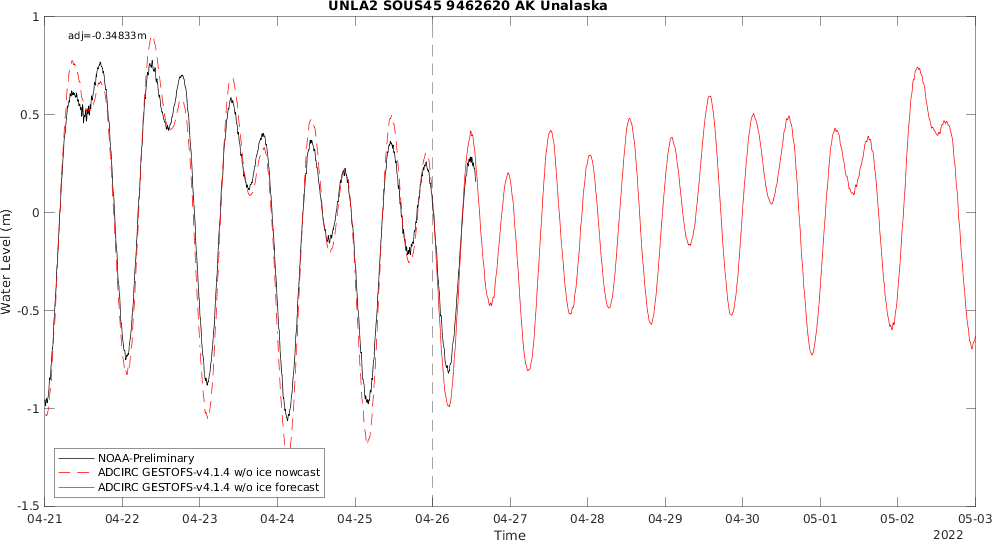 UNLA2 SOUS45 9462620 AK Unalaska
adj=-0.34833m
1
0.5
0
-0.5
-1
-1.5
Water Level (m)
NOAA-Preliminary
ADCIRC GESTOFS-v4.1.4 w/o ice nowcast
ADCIRC GESTOFS-v4.1.4 w/o ice forecast
04-21 04-22 04-23 04-24 04-25 04-26 04-27 04-28 04-29 04-30 05-01 05-02 05-03
Time
2022